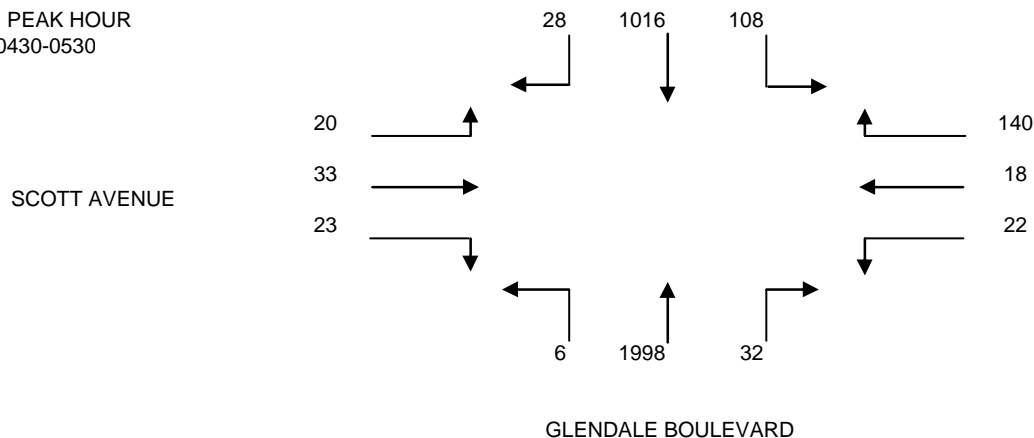 PEAK HOUR
0430-0530
28 1016 108
20 140
33 18
SCOTT AVENUE
23 22
6 1998 32
GLENDALE BOULEVARD